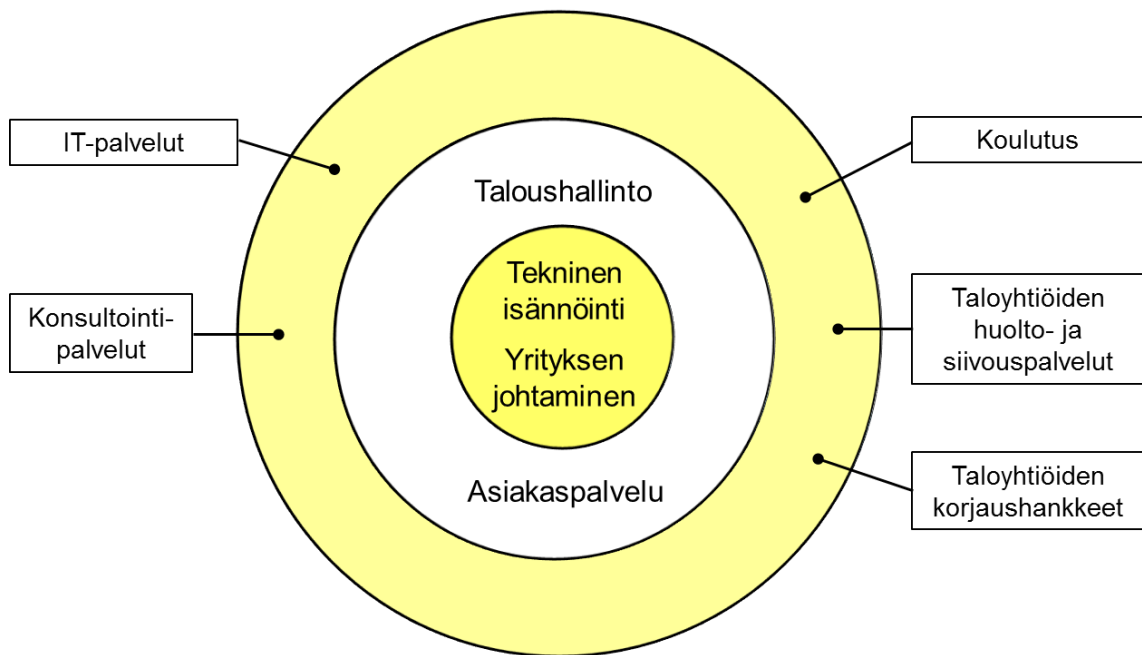 IT-palvelut
Konsultointi-
palvelut
Taloushallinto
Tekninen
isännöinti
Yrityksen
johtaminen
Asiakaspalvelu
Koulutus
Taloyhtiöiden
huolto- ja
siivouspalvelut
Taloyhtiöiden
korjaushankkeet